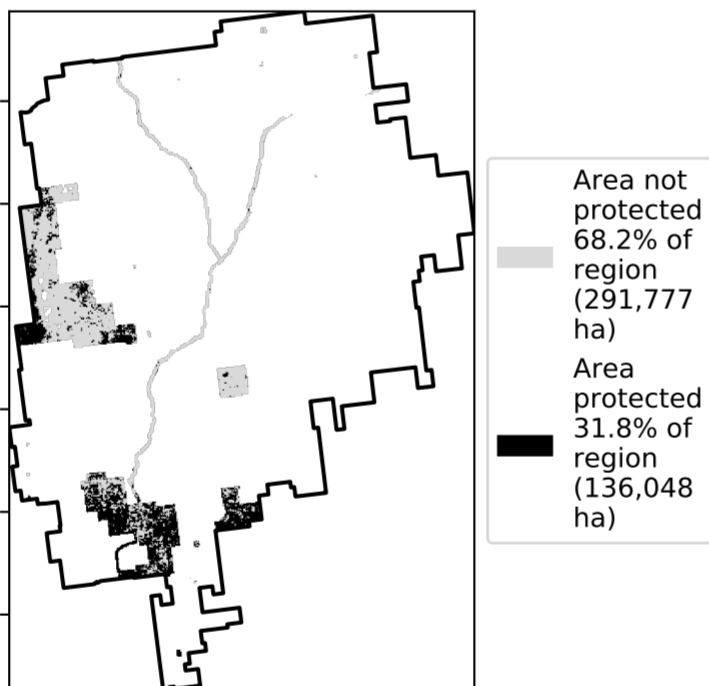 Area not
protected
68.2% of
region
(291,777
ha)
Area
protected
31.8% of
region
(136,048
ha)